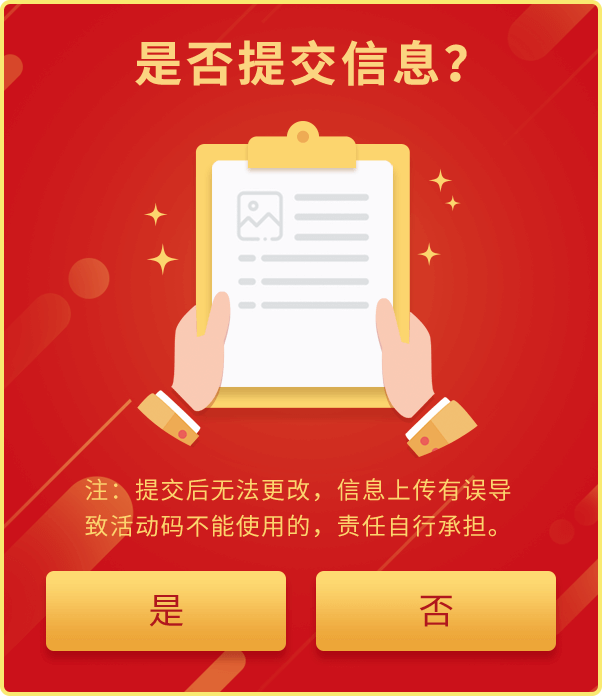 是否提交信息？
注：提交后无法更改，信息上传有误导
致活动码不能使用的，责任自行承担。
是
否